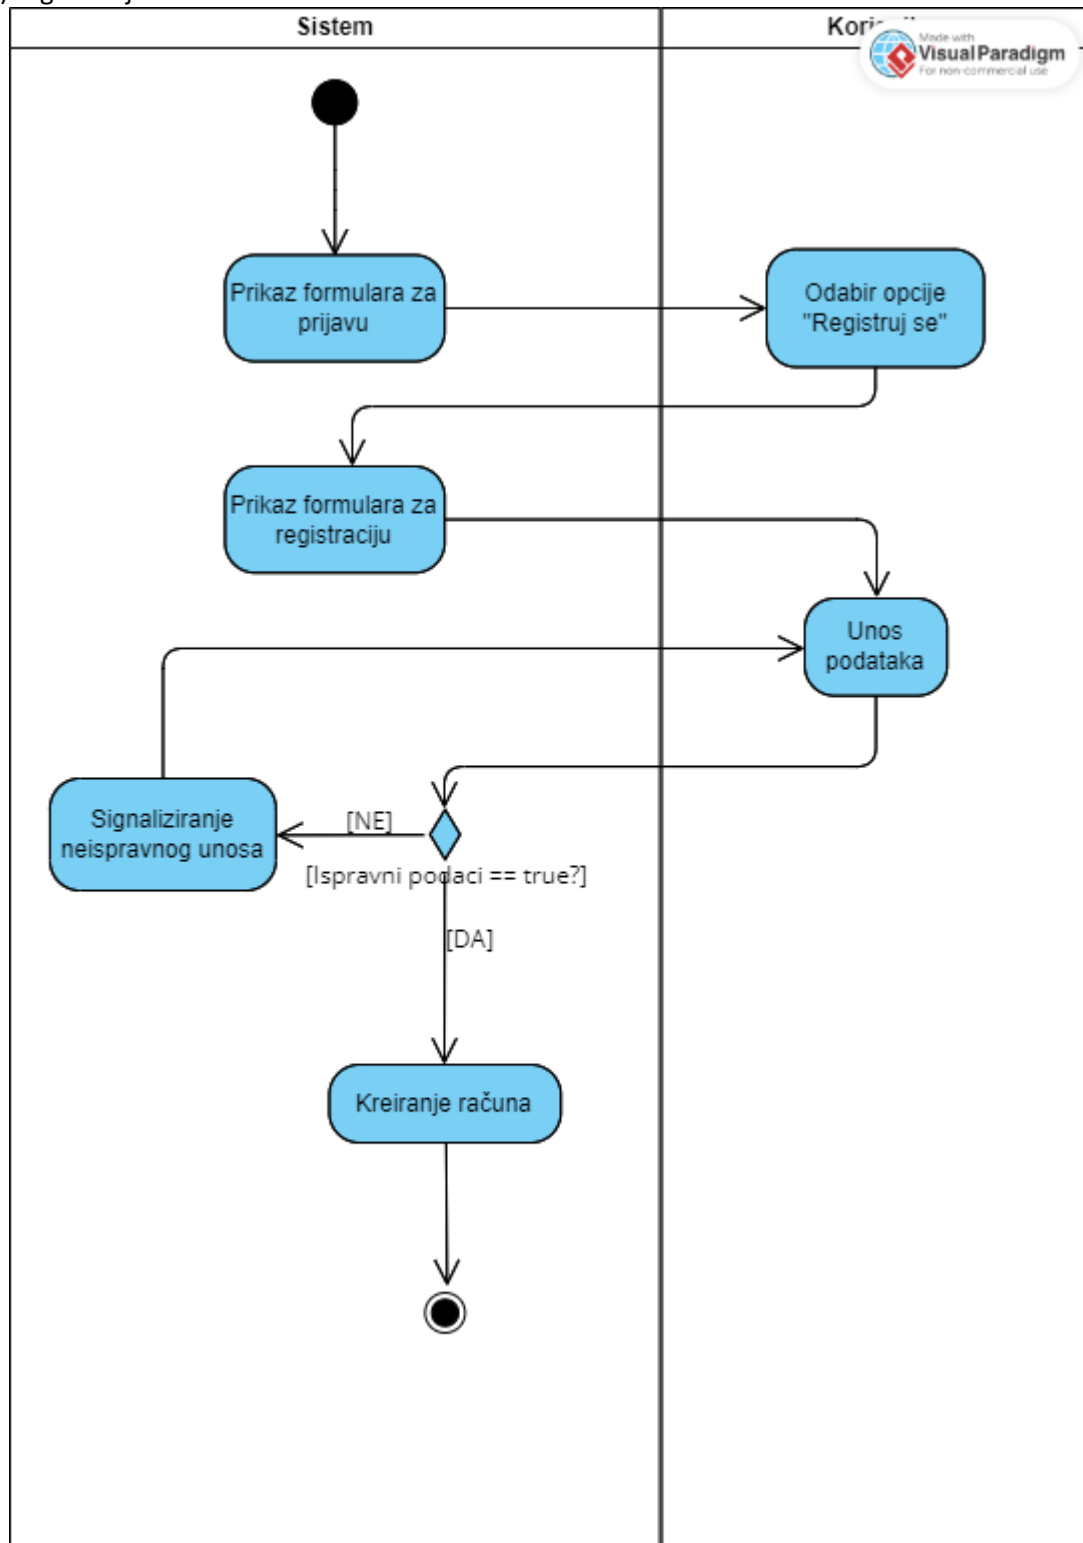 Sistem
Made with
Visual Paradigm
For non-commercial use
Prikaz formulara za
prijavu
Odabir opcije
"Registruj se"
Prikaz formulara za
registraciju
Unos
podataka
Signaliziranje
neispravnog unosa
[NE]
[Ispravni podaci == true?]
[DA]
Kreiranje računa